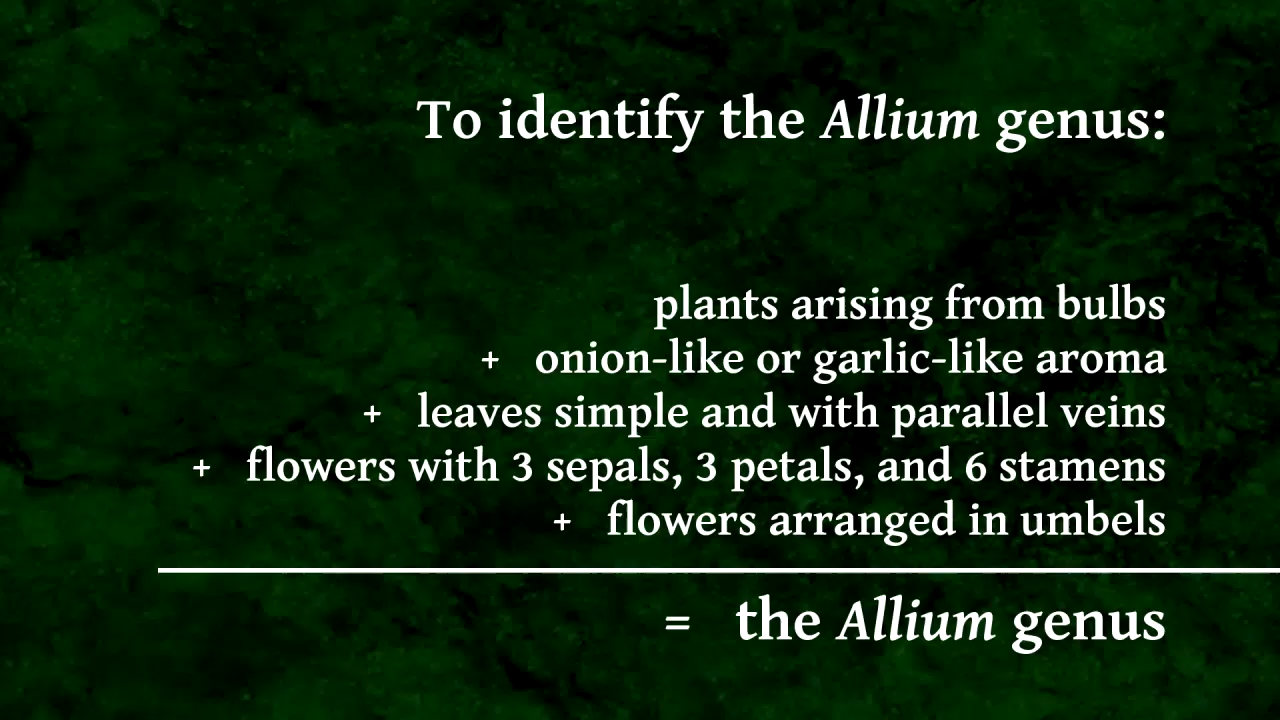 To identify the Allium genus:
plants arising from bulbs
+ onion-like or garlic-like aroma
+ leaves simple and with parallel veins
+ flowers with 3 sepals, 3 petals, and 6 stamens
+ flowers arranged in umbels
= the Allium genus